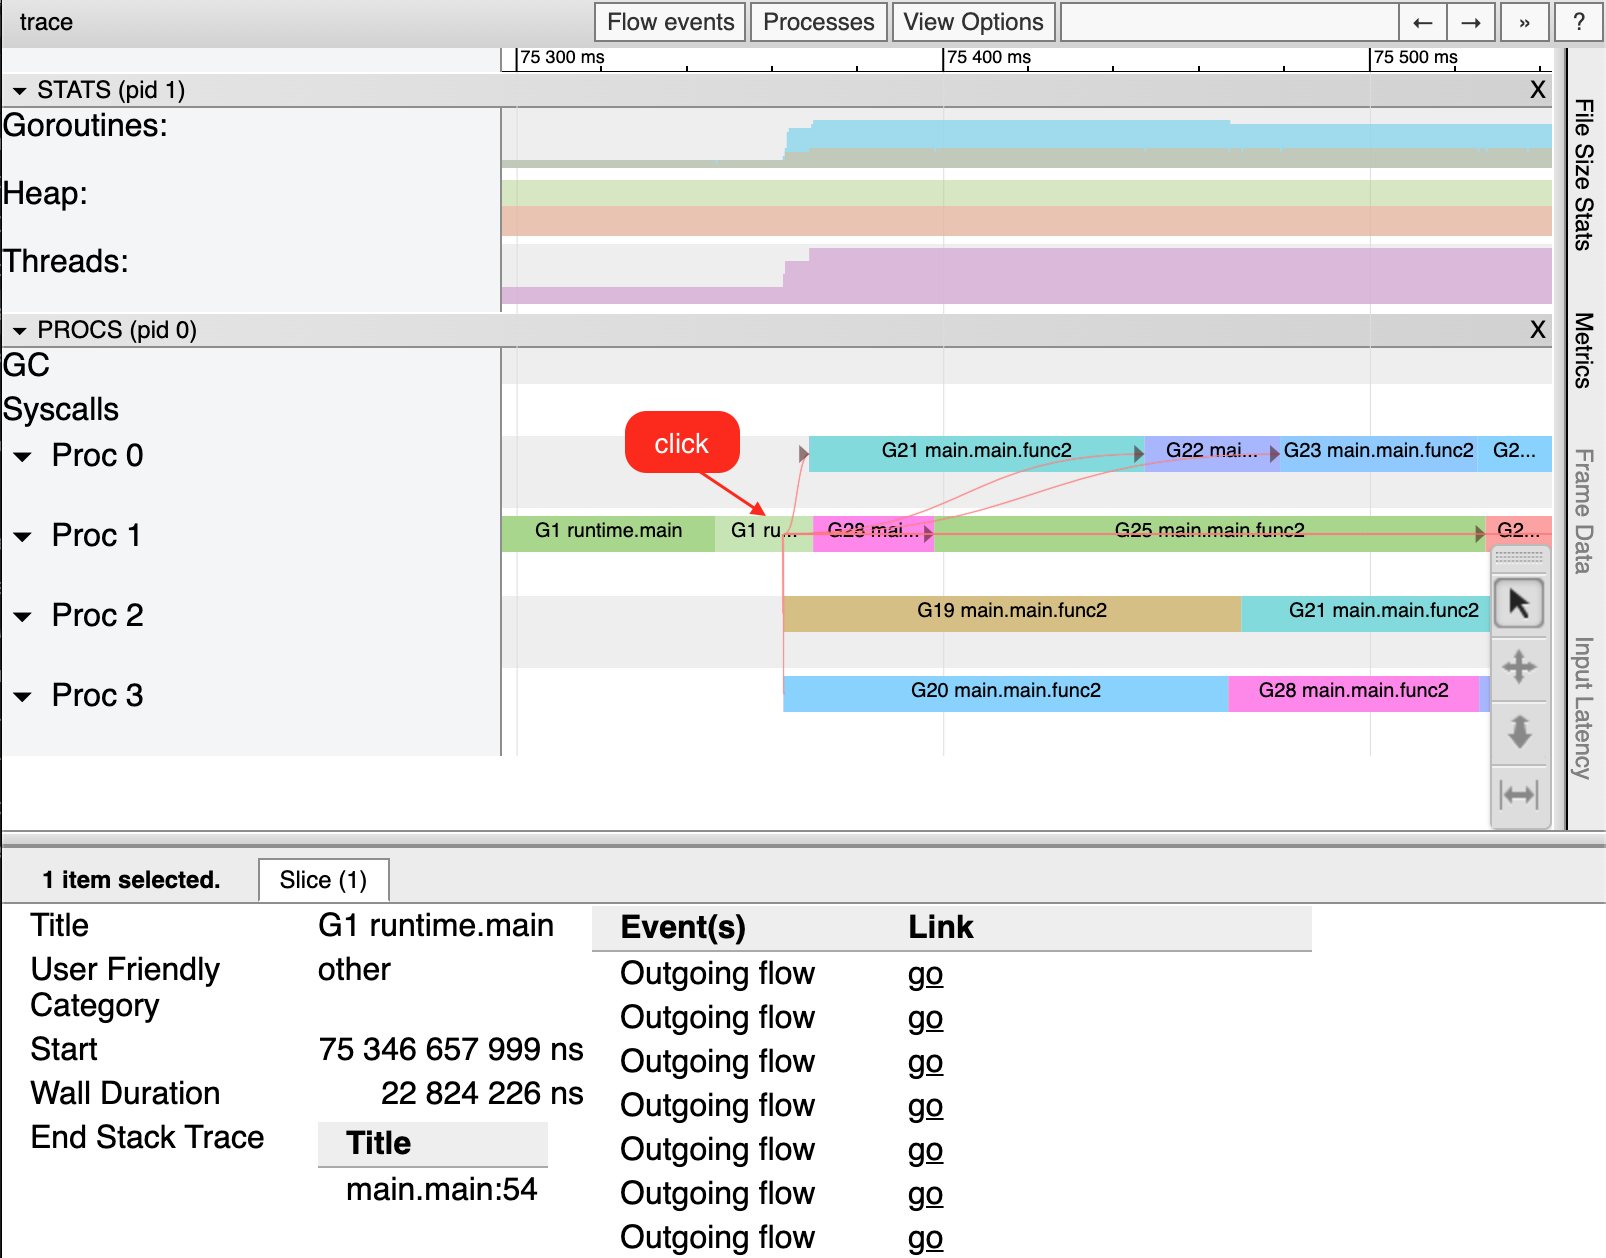 trace
Flow events
Processes
View Options
←
→
»
?
75 300 ms
75 400 ms
75 500 ms
STATS (pid 1)
X
Goroutines:
Heap:
Threads:
PROCS (pid 0)
X
GC
Syscalls
click
Proc 0
G21 main.main.func2
G22 mai...
G23 main.main.func2
G2...
Proc 1
G1 runtime.main
G1 ru...
G28 mai...
G25 main.main.func2
G2...
Proc 2
G19 main.main.func2
G21 main.main.func2
Proc 3
G20 main.main.func2
G28 main.main.func2
File Size Stats
Metrics
Frame Data
Input Latency
1 item selected.
Slice (1)
Title
G1 runtime.main
User Friendly
Category
other
Start
75 346 657 999 ns
Wall Duration
22 824 226 ns
End Stack Trace
Title
main.main:54
Event(s)
Link
Outgoing flow
go
Outgoing flow
go
Outgoing flow
go
Outgoing flow
go
Outgoing flow
go
Outgoing flow
go
Outgoing flow
go